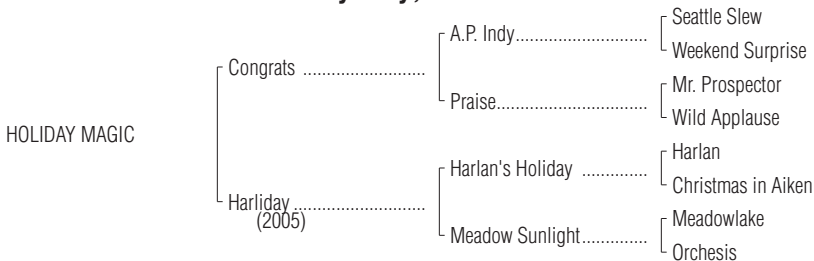 Seattle Slew
A.P. Indy..............................
Weekend Surprise
Congrats ............................
Mr. Prospector
Praise..................................
Wild Applause
HOLIDAY MAGIC
Harlan
Harlan's Holiday ...............
Christmas in Aiken
Harliday ..............................
(2005)
Meadowlake
Meadow Sunlight...............
Orchesis